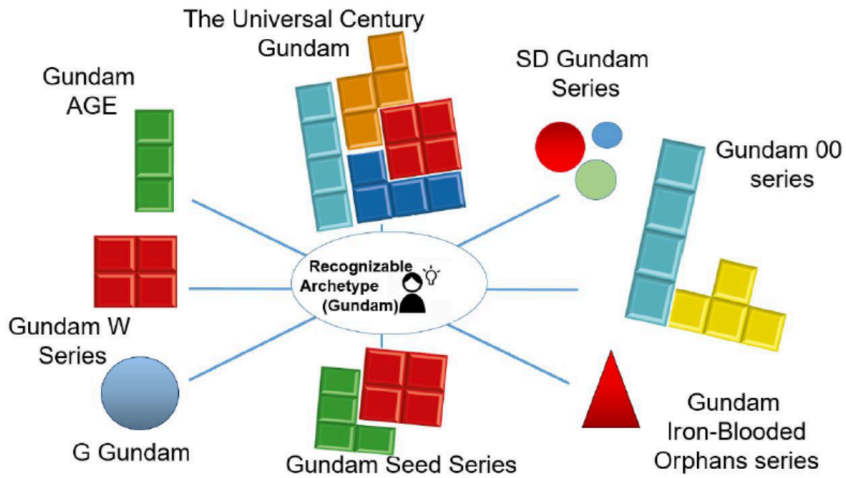 The Universal Century
Gundam
SD Gundam
Series
Gundam
AGE
Gundam 00
series
Recognizable
Archetype
(Gundam)
Gundam W
Series
G Gundam
Gundam Seed Series
Gundam
Iron-Blooded
Orphans series